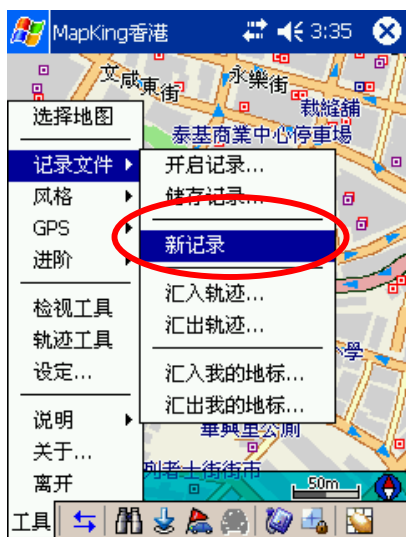 MapKing香港 3:35
文咸東街
永樂街
裁縫舖
泰基商業中心停車場
选择地图
记录文件
风格
GPS
进阶
检视工具
轨迹工具
设定...
说明
关于...
离开
开启记录...
储存记录...
新记录
汇入轨迹...
汇出轨迹...
汇入我的地标...
汇出我的地标...
學
華興里公廁
列者士街街市
50m
工具